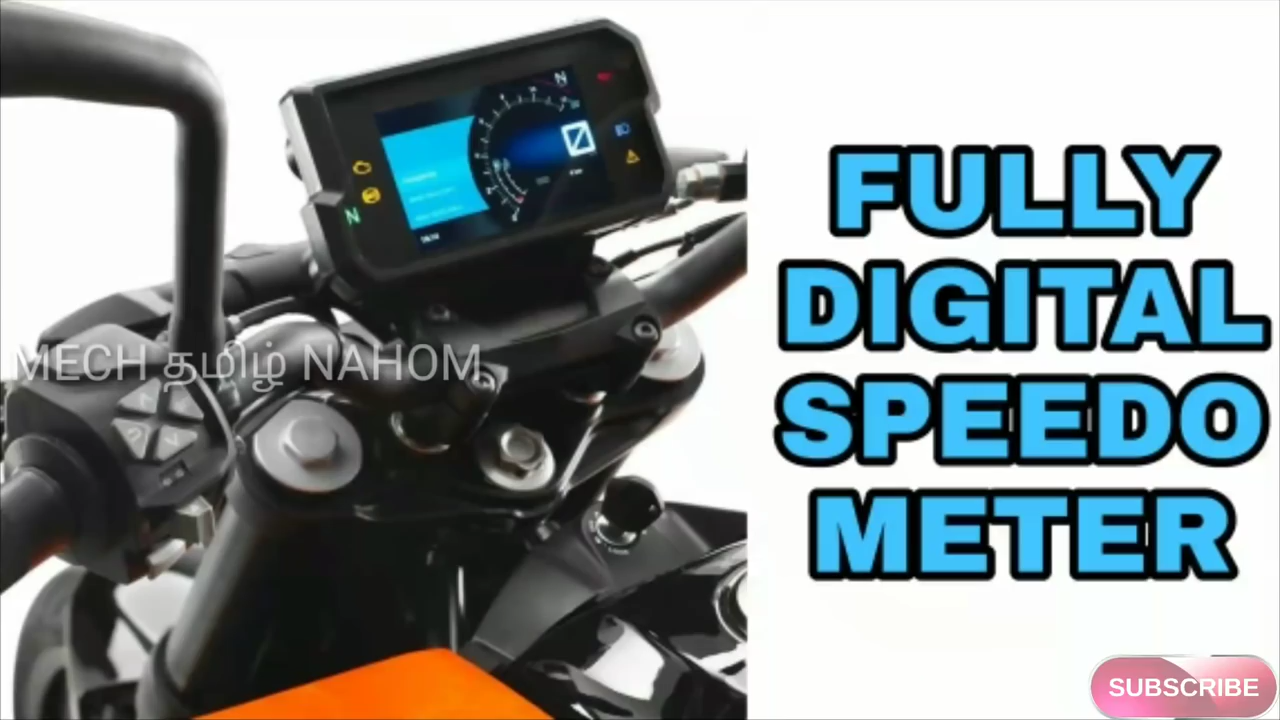 N
N
MECH தமிழ் NAHOM
FULLY
DIGITAL
SPEEDO
METER
SUBSCRIBE